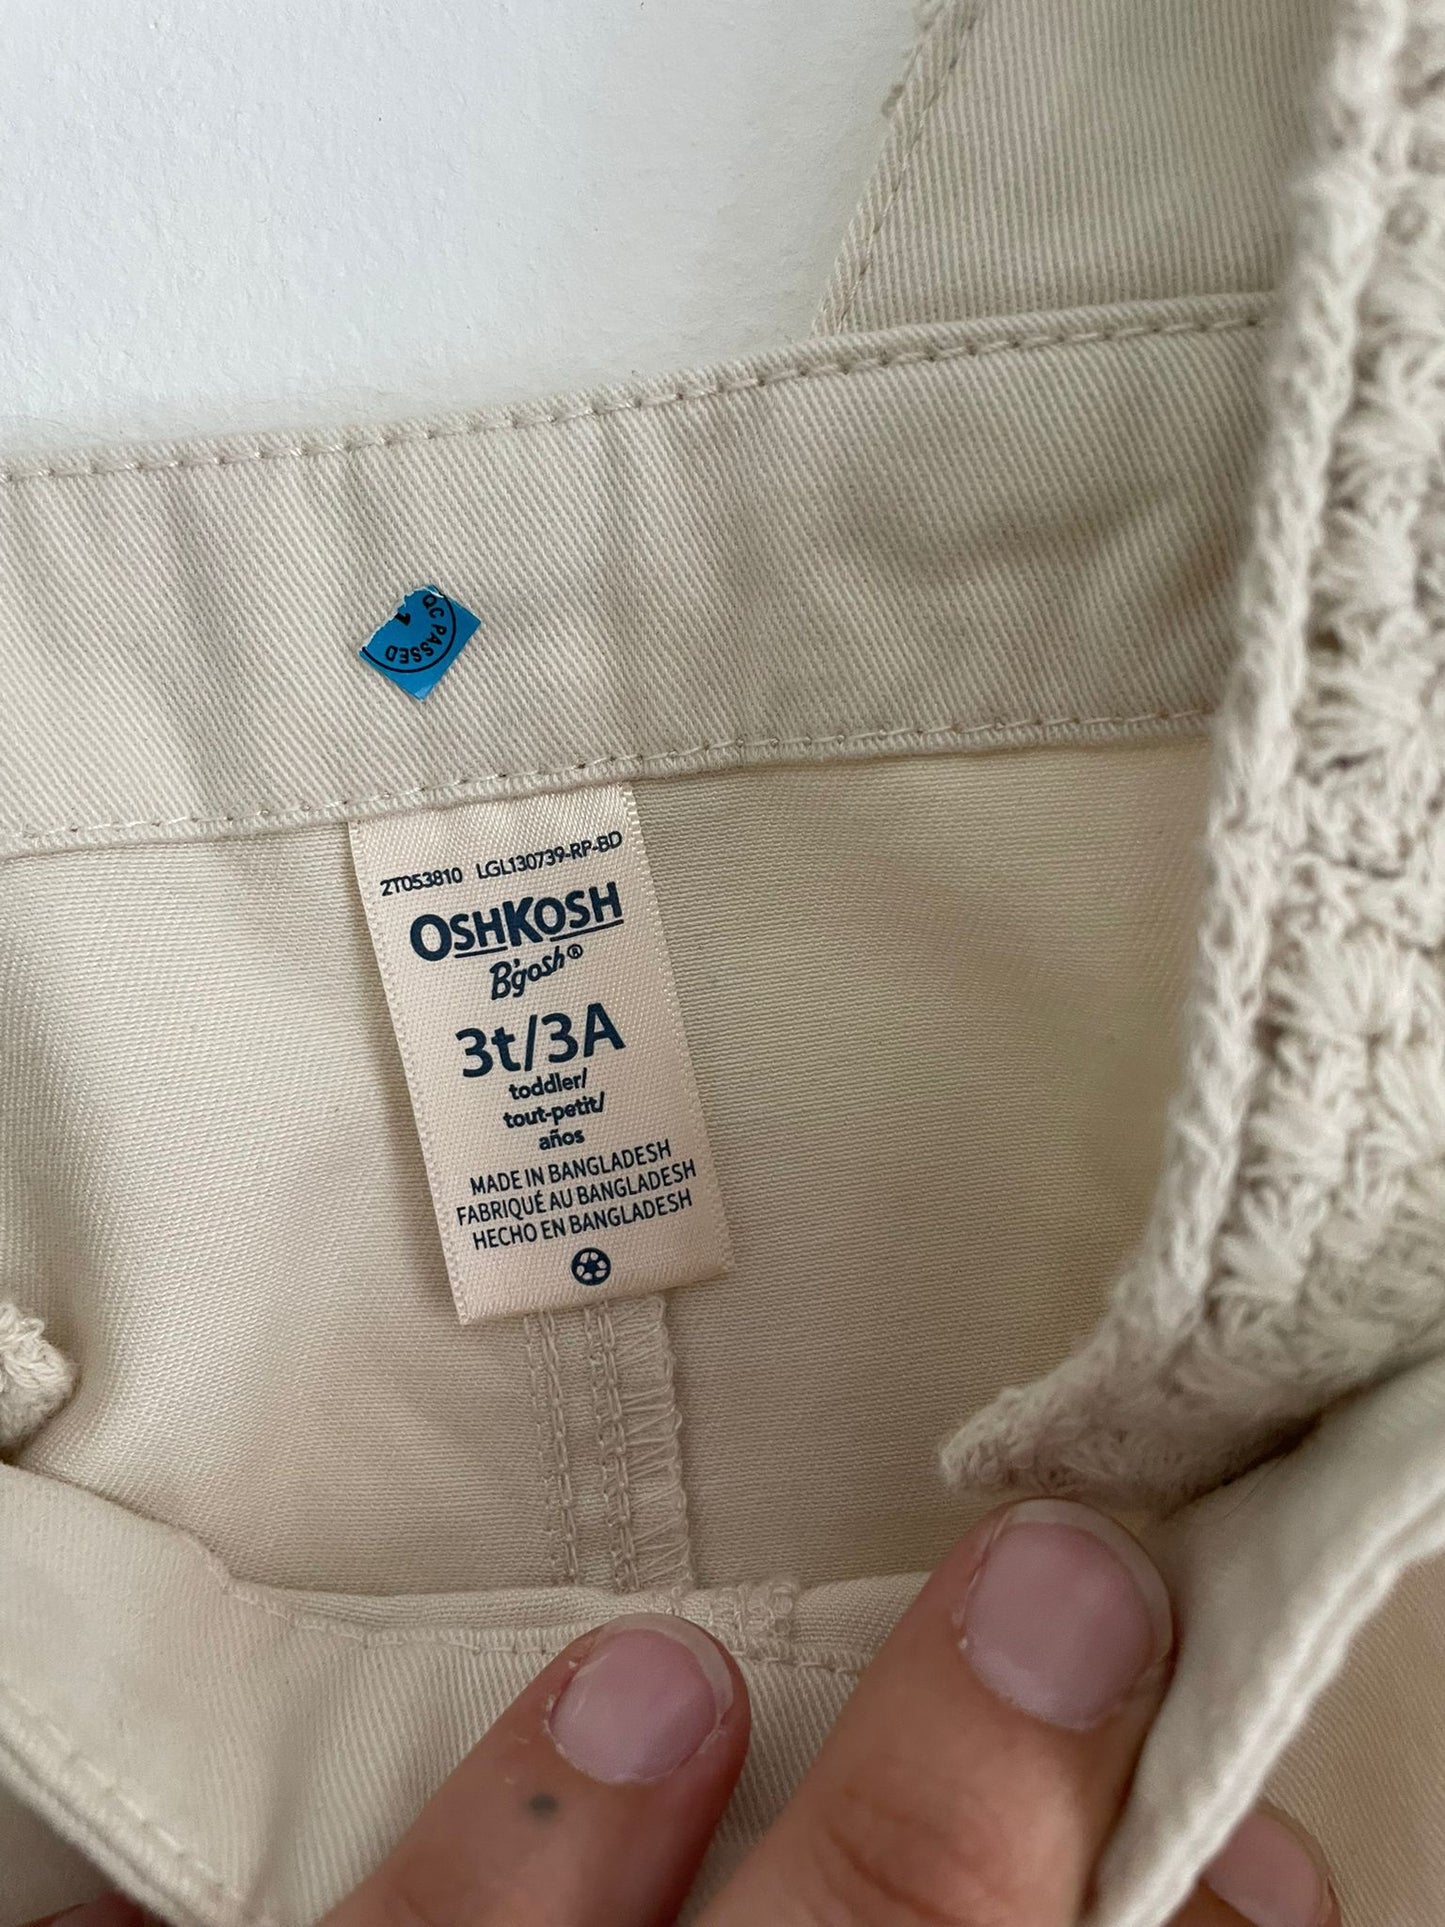 C PASSED
1
2T053810 LGL130739-RP-BD
OSHKOSH
B'gosh®
3t/3A
toddler/
tout-petit/
años
MADE IN BANGLADESH
FABRIQUÉ AU BANGLADESH
HECHO EN BANGLADESH